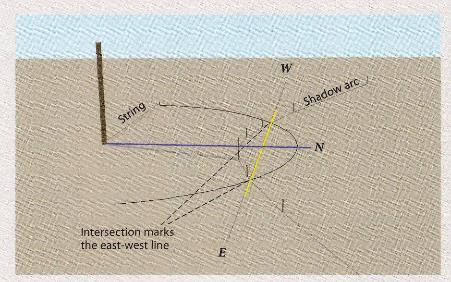 W
Shadow arc
String
N
Intersection marks
the east-west line
E